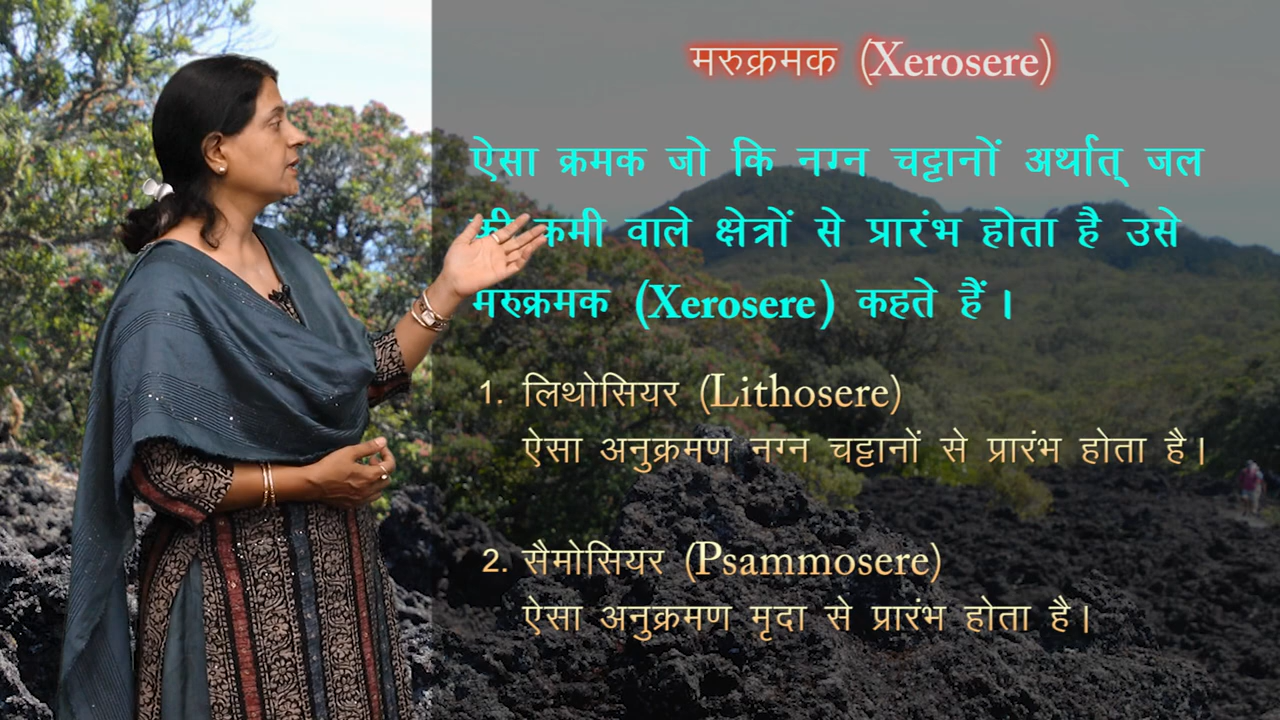 मरुक्रमक (Xerosere)
ऐसा क्रमक जो कि नग्न चट्टानों अर्थात् जल
की कमी वाले क्षेत्रों से प्रारंभ होता है उसे
मरुक्रमक (Xerosere) कहते हैं।
1. लिथोसियर (Lithosere)
ऐसा अनुक्रमण नग्न चट्टानों से प्रारंभ होता है।
2. सैमोसियर (Psammosere)
ऐसा अनुक्रमण मृदा से प्रारंभ होता है।